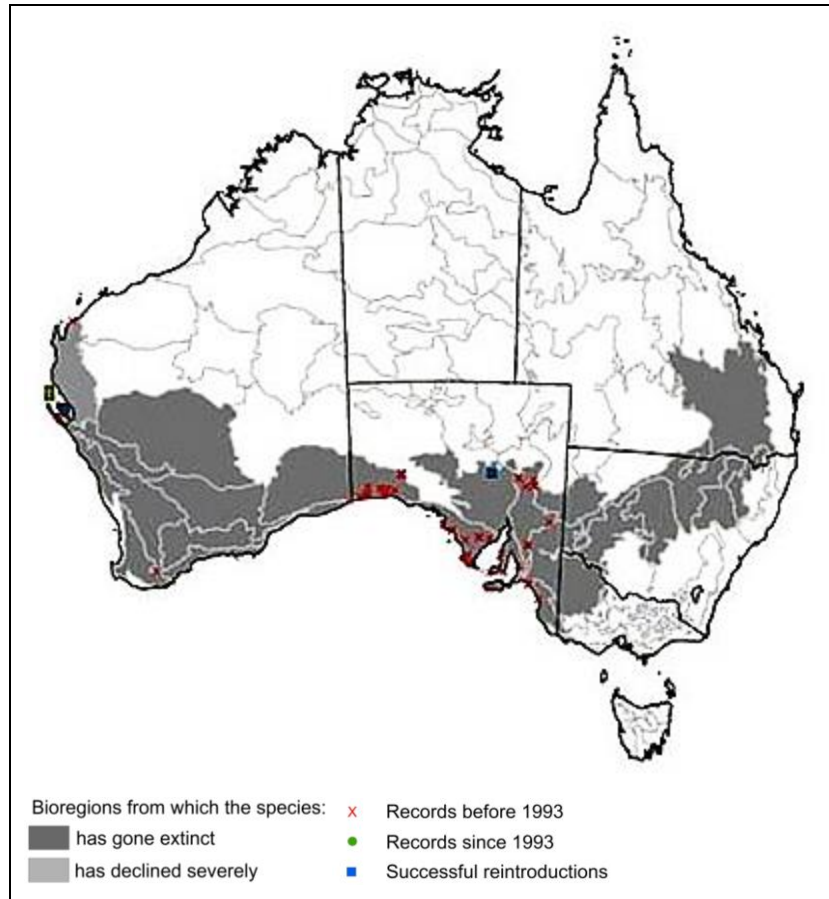 Bioregions from which the species:
has gone extinct
has declined severely
x Records before 1993
Records since 1993
Successful reintroductions